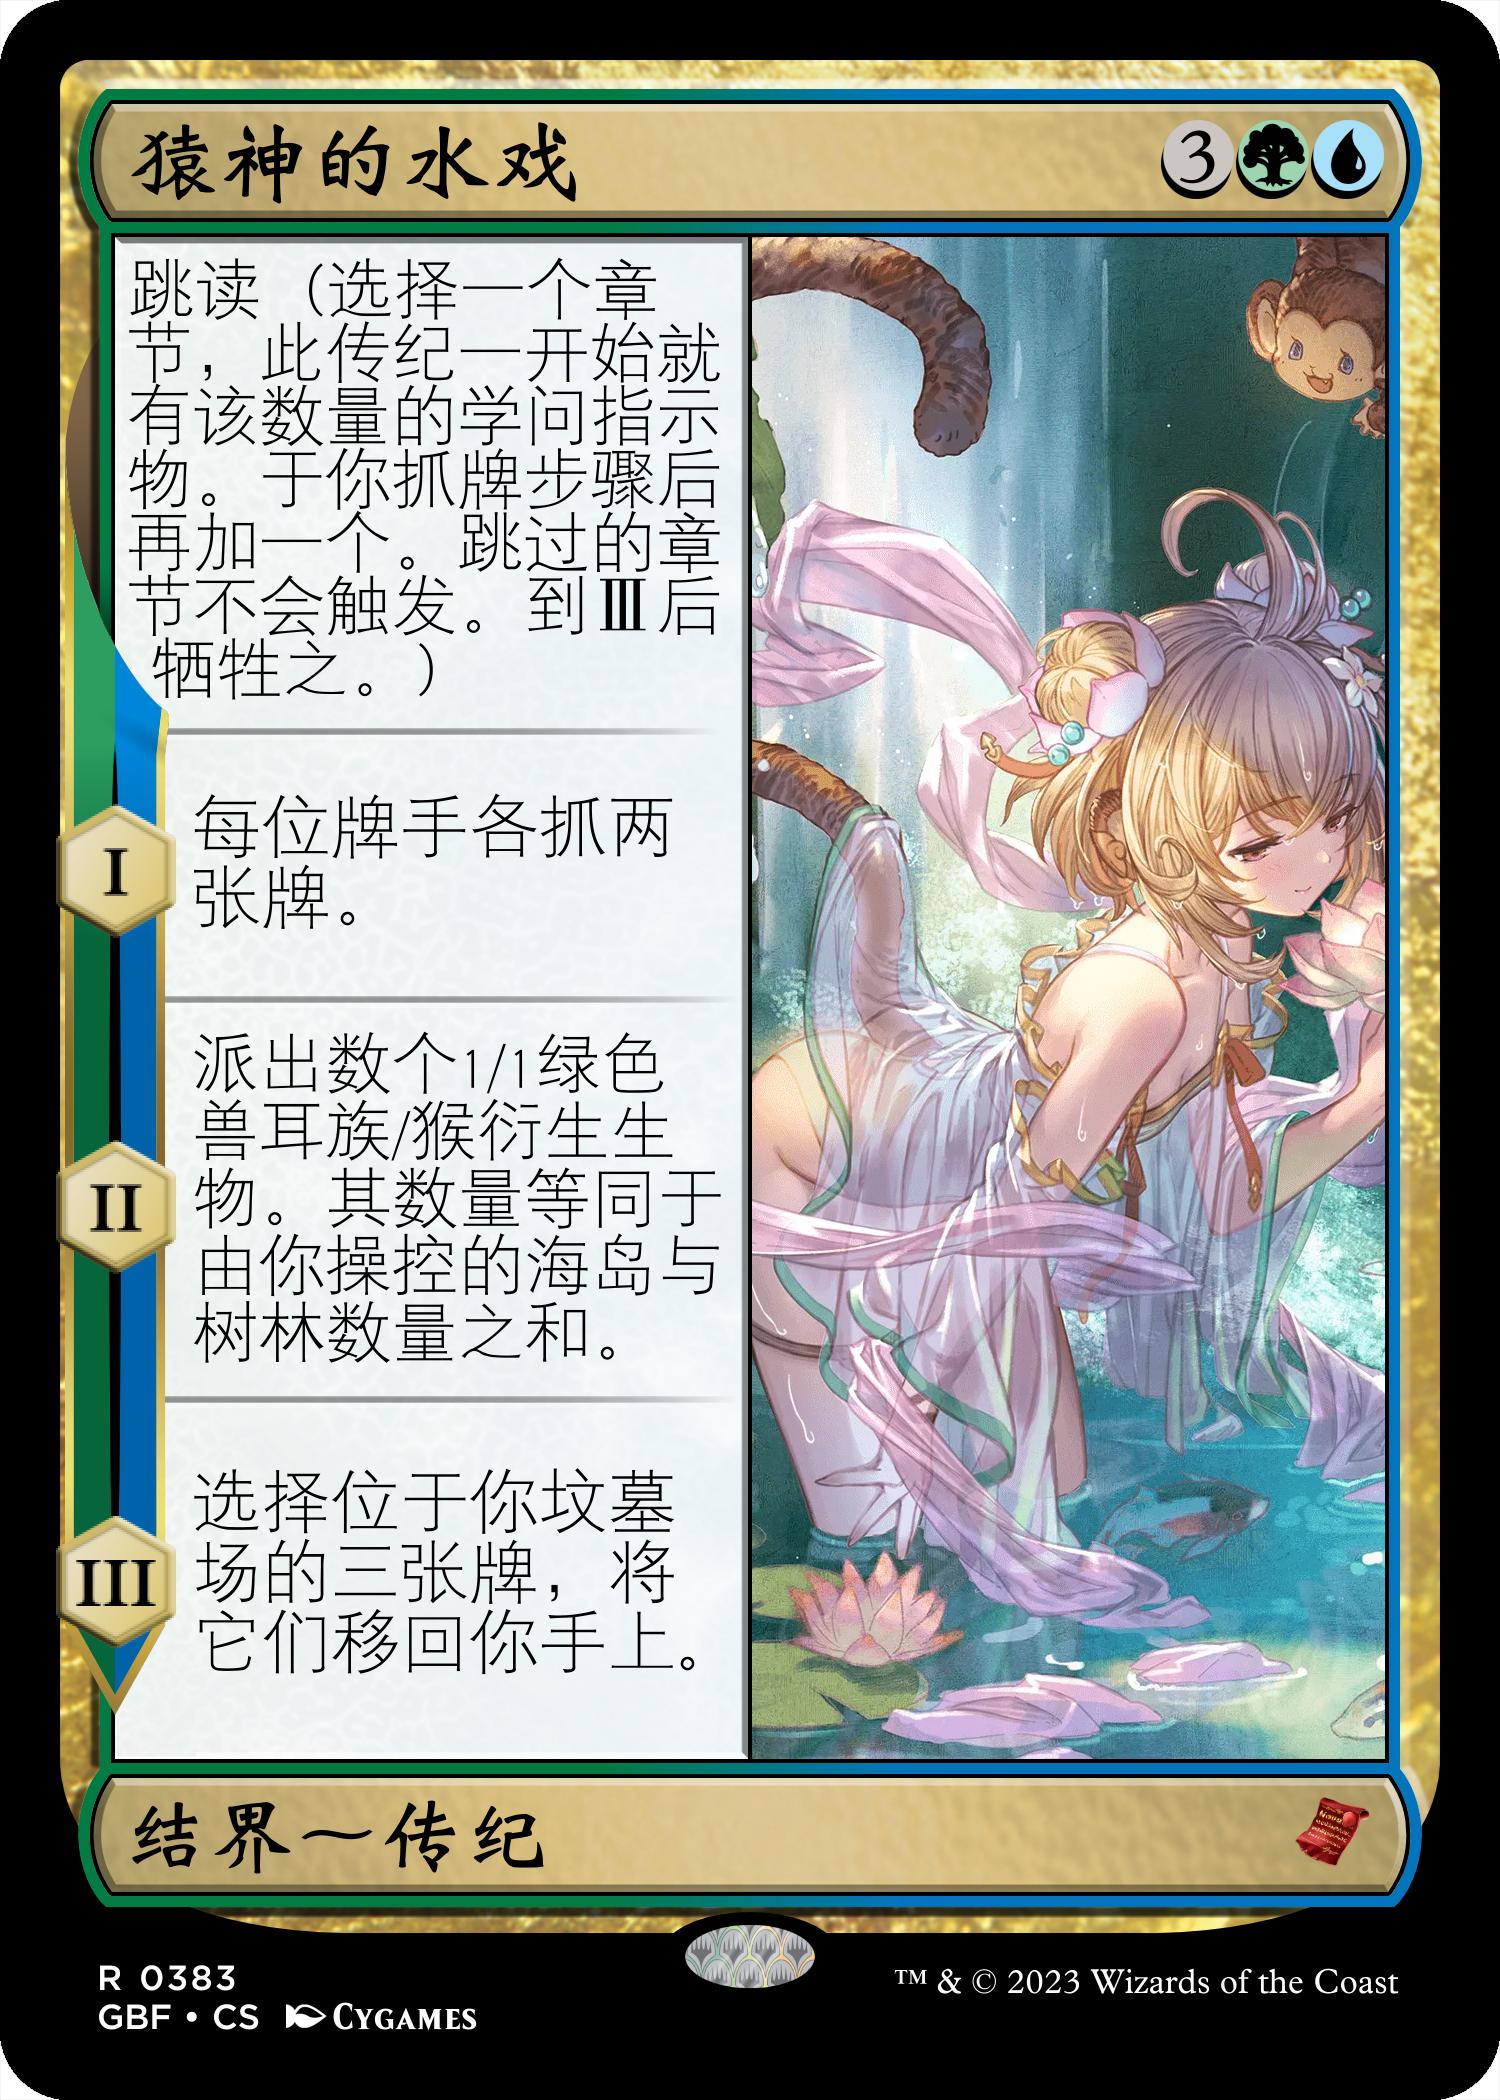 猿神的水戏
3
跳读（选择一个章
节，此传纪一开始就
有该数量的学问指示
物。于你抓牌步骤后
再加一个。跳过的章
节不会触发。到III后
牺牲之。）
I
每位牌手各抓两
张牌。
II
派出数个1/1绿色
兽耳族/猴衍生生
物。其数量等同于
由你操控的海岛与
树林数量之和。
III
选择位于你坟墓
场的三张牌，将
它们移回你手上。
结界～传纪
R 0383
GBF • CS CYGAMES
™ & © 2023 Wizards of the Coast